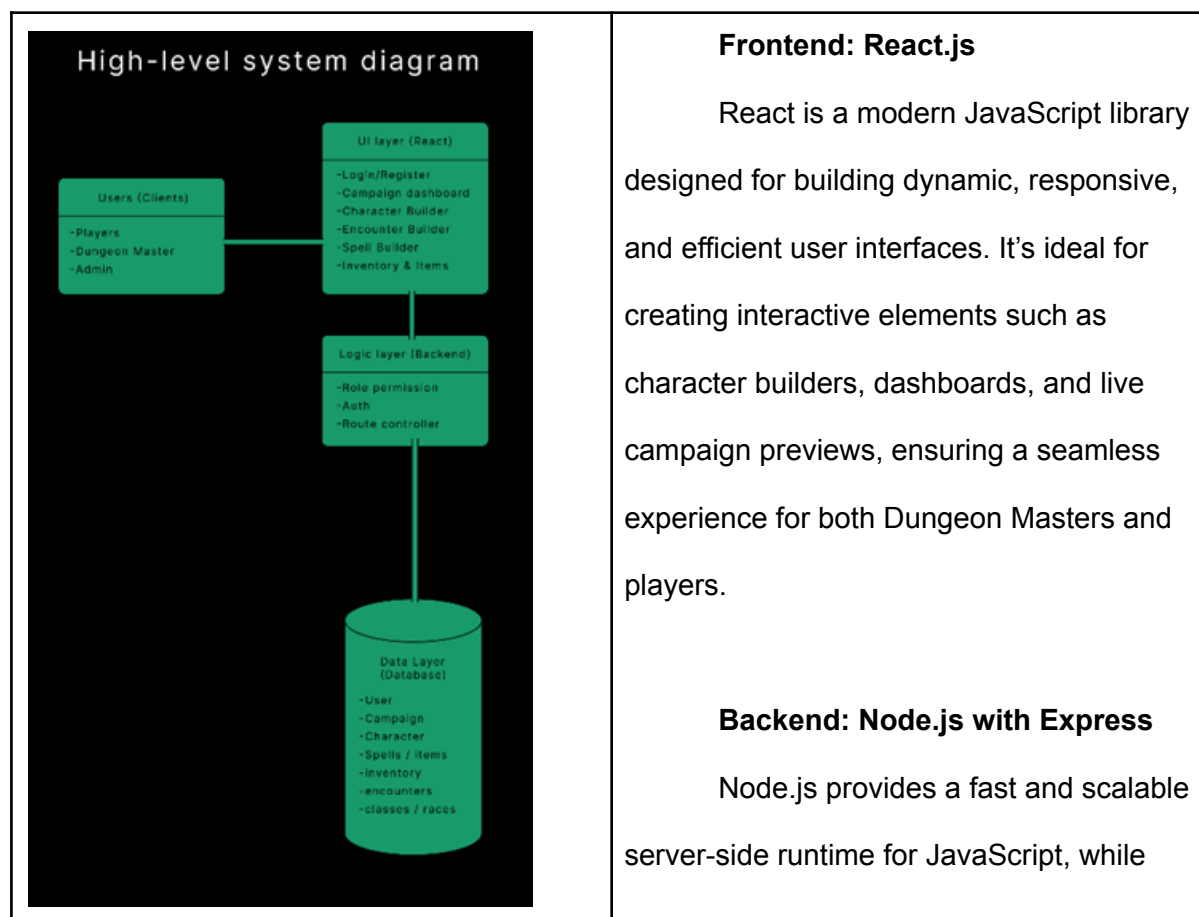 High-level system diagram
Users (Clients)
-Players
-Dungeon Master
-Admin
UI layer (React)
-Login/Register
-Campaign dashboard
-Character Builder
-Encounter Builder
-Spell Builder
-Inventory & Items
Logic layer (Backend)
-Role permission
-Auth
-Route controller
Data Layer
(Database)
-User
-Campaign
-Character
-Spells / items
-inventory
-encounters
-classes / races
Frontend: React.js
React is a modern JavaScript library
designed for building dynamic, responsive,
and efficient user interfaces. It’s ideal for
creating interactive elements such as
character builders, dashboards, and live
campaign previews, ensuring a seamless
experience for both Dungeon Masters and
players.
Backend: Node.js with Express
Node.js provides a fast and scalable
server-side runtime for JavaScript, while